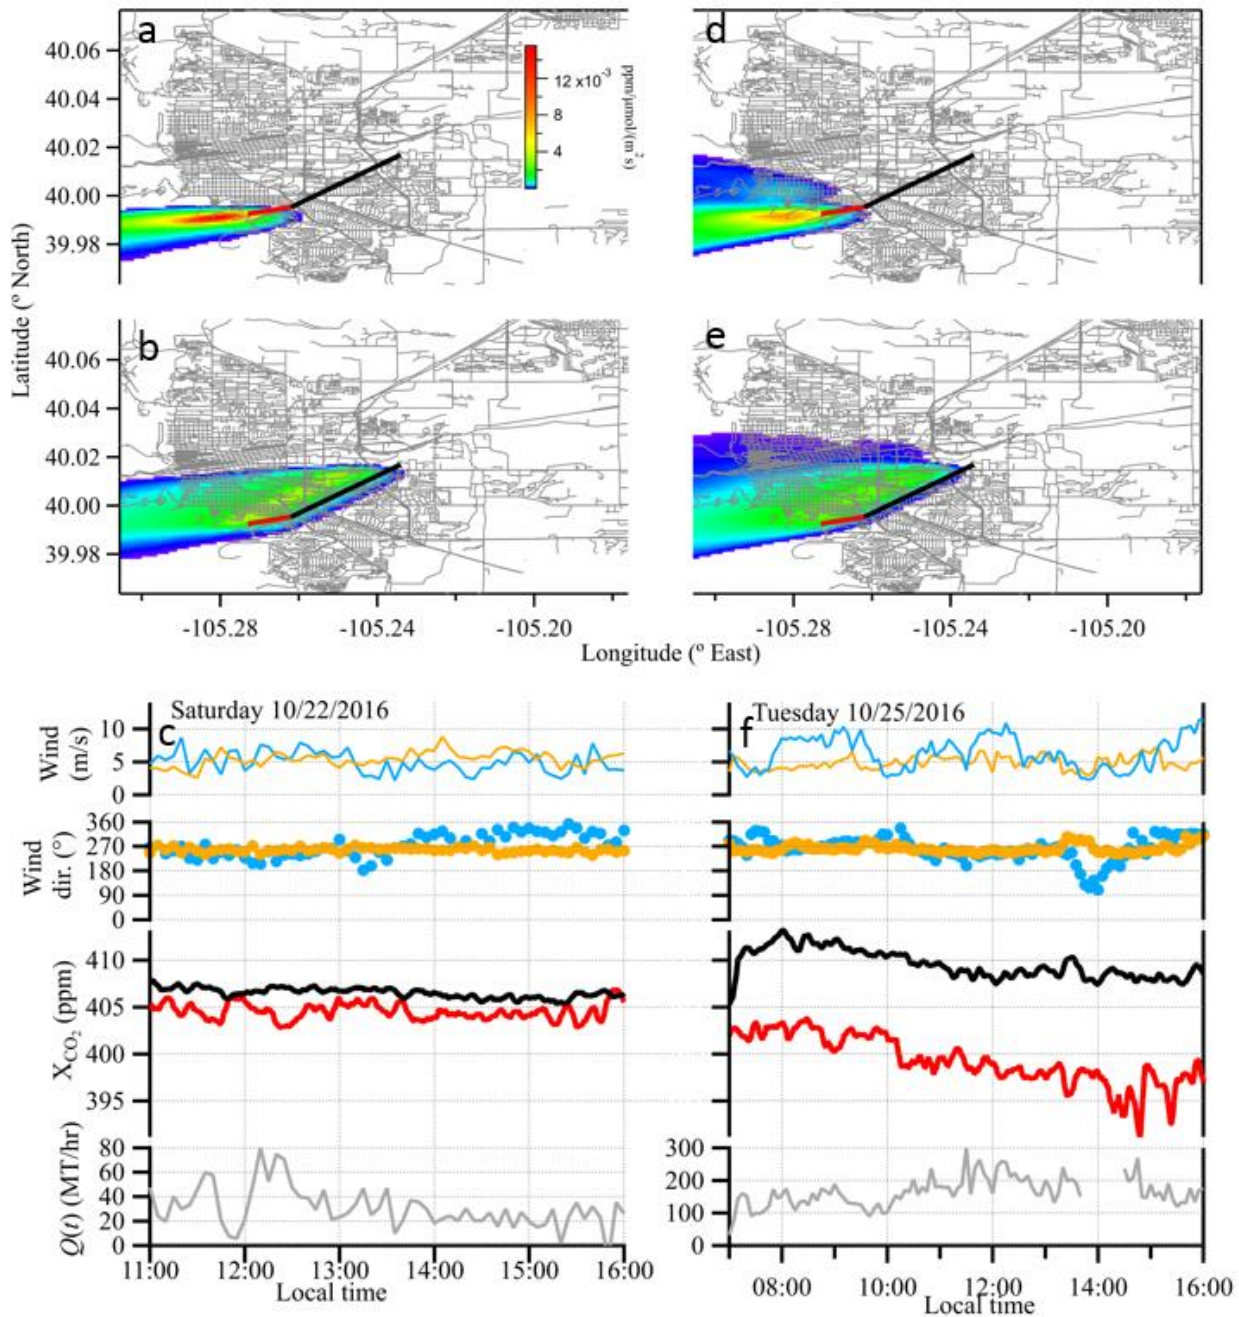 a
d
40.06
40.04
40.02
40.00
39.98
12 x10⁻³
8
4
ppm/μmol/(m² s)
b
e
40.06
40.04
40.02
40.00
39.98
Latitude (º North)
-105.28
-105.24
-105.20
-105.28
-105.24
-105.20
Longitude (º East)
c
Saturday 10/22/2016
f
Tuesday 10/25/2016
Wind
(m/s)
10
5
0
Wind
dir. (°)
360
270
180
90
0
X_CO₂ (ppm)
410
405
400
395
Q(t) (MT/hr)
80
60
40
20
0
300
200
100
0
11:00
12:00
13:00
14:00
15:00
16:00
Local time
08:00
10:00
12:00
14:00
16:00
Local time